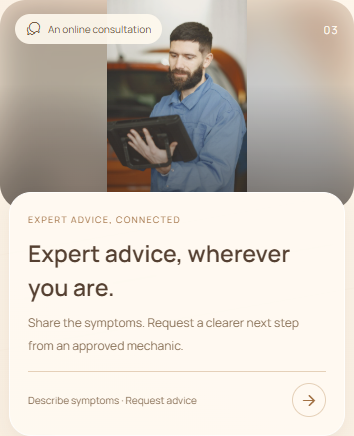 An online consultation
03
EXPERT ADVICE, CONNECTED
Expert advice, wherever
you are.
Share the symptoms. Request a clearer next step
from an approved mechanic.
Describe symptoms · Request advice